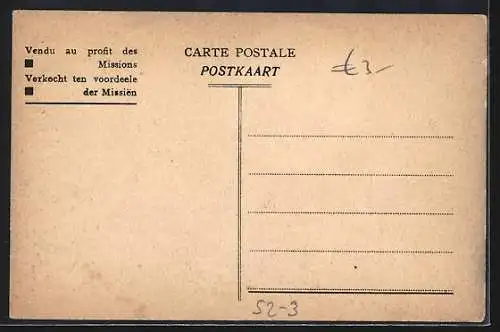 Vendu au profit des
■ Missions
Verkocht ten voordeele
■ der Missiën
CARTE POSTALE
POSTKAART
€3-
52-3